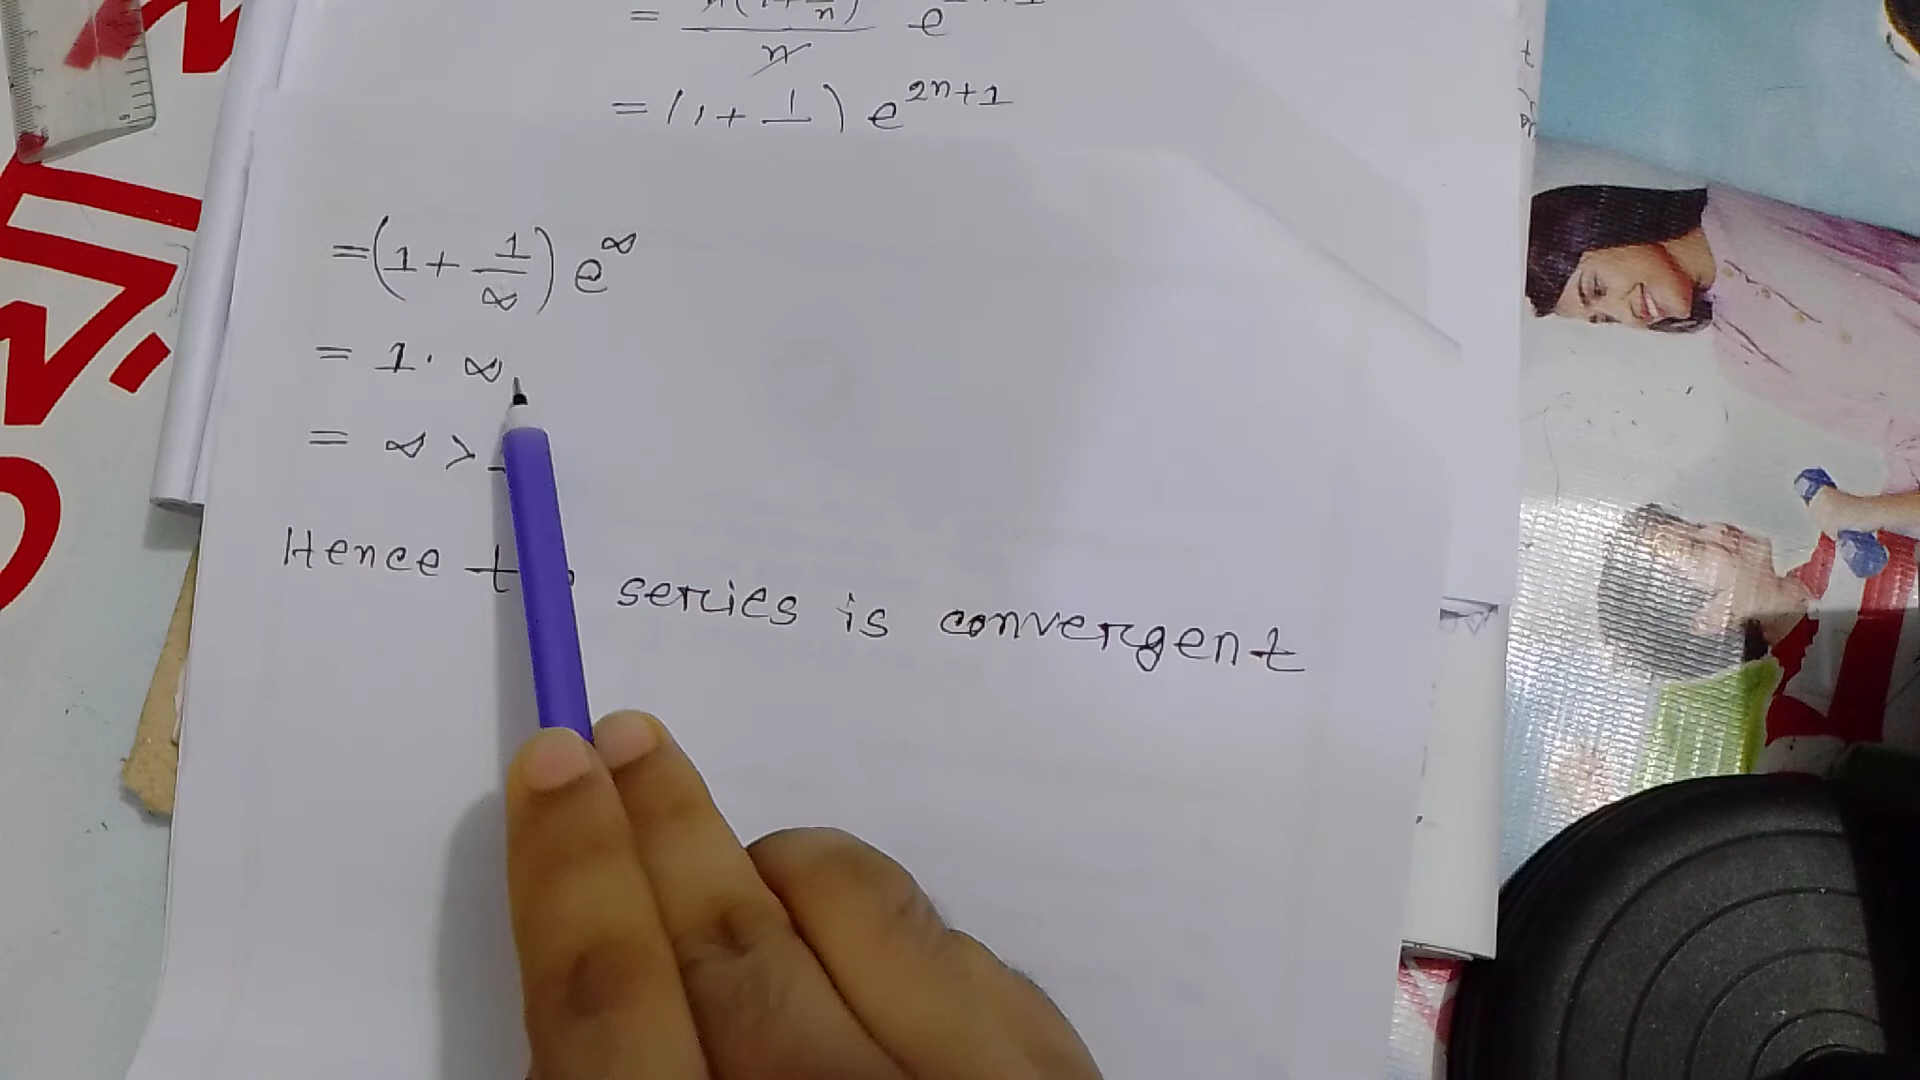 = (1 + 1 ) e^{2n+1}
= (1 + 1/∞) e^∞
= 1 · ∞
= ∞ >
Hence series is convergent